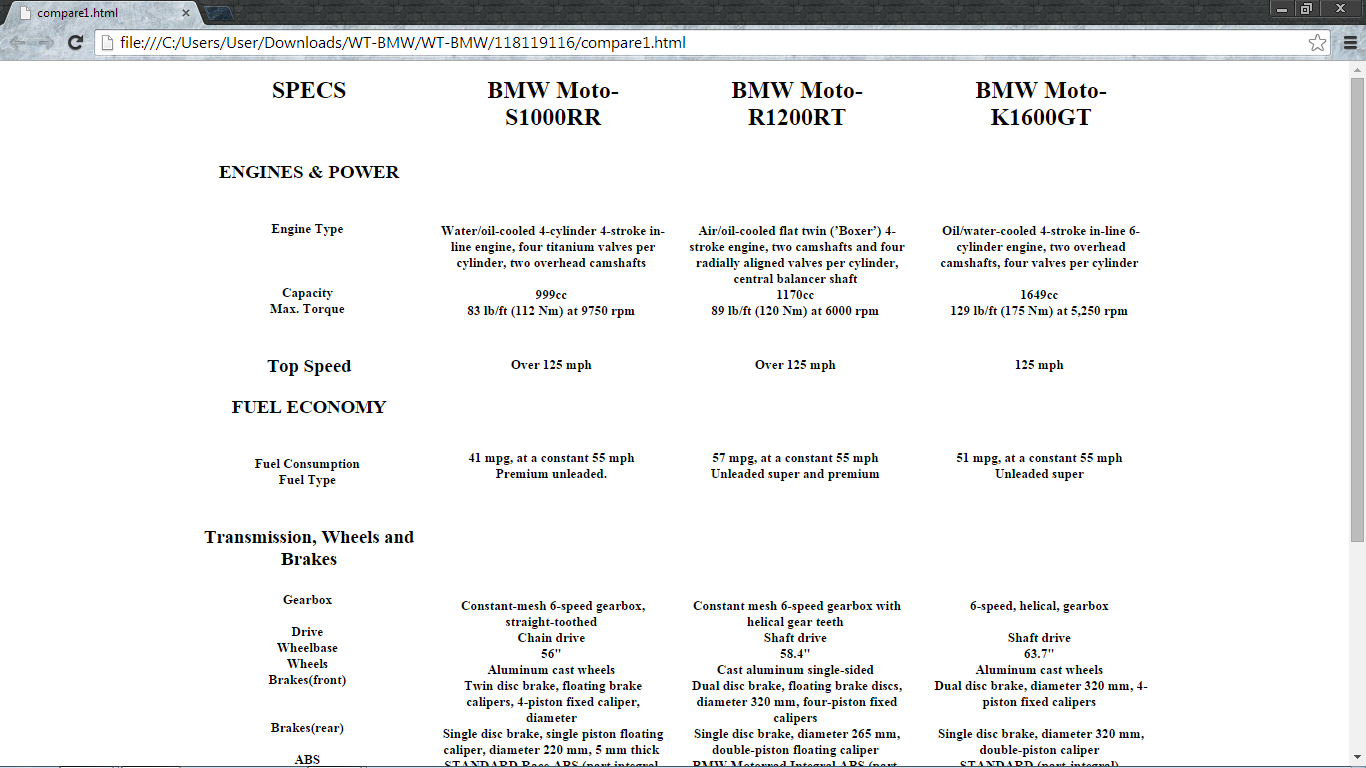 compare1.html
file:///C:/Users/User/Downloads/WT-BMW/WT-BMW/118119116/compare1.html
SPECS
BMW Moto-
S1000RR
BMW Moto-
R1200RT
BMW Moto-
K1600GT
ENGINES & POWER
Engine Type
Water/oil-cooled 4-cylinder 4-stroke in-
line engine, four titanium valves per
cylinder, two overhead camshafts
Air/oil-cooled flat twin (’Boxer’) 4-
stroke engine, two camshafts and four
radially aligned valves per cylinder,
central balancer shaft
Oil/water-cooled 4-stroke in-line 6-
cylinder engine, two overhead
camshafts, four valves per cylinder
Capacity
999cc
1170cc
1649cc
Max. Torque
83 lb/ft (112 Nm) at 9750 rpm
89 lb/ft (120 Nm) at 6000 rpm
129 lb/ft (175 Nm) at 5,250 rpm
Top Speed
Over 125 mph
Over 125 mph
125 mph
FUEL ECONOMY
Fuel Consumption
41 mpg, at a constant 55 mph
57 mpg, at a constant 55 mph
51 mpg, at a constant 55 mph
Fuel Type
Premium unleaded.
Unleaded super and premium
Unleaded super
Transmission, Wheels and
Brakes
Gearbox
Constant-mesh 6-speed gearbox,
straight-toothed
Constant mesh 6-speed gearbox with
helical gear teeth
6-speed, helical, gearbox
Drive
Chain drive
Shaft drive
Shaft drive
Wheelbase
56"
58.4"
63.7"
Wheels
Aluminum cast wheels
Cast aluminum single-sided
Aluminum cast wheels
Brakes(front)
Twin disc brake, floating brake
calipers, 4-piston fixed caliper,
diameter
Dual disc brake, floating brake discs,
diameter 320 mm, four-piston fixed
calipers
Dual disc brake, diameter 320 mm, 4-
piston fixed calipers
Brakes(rear)
Single disc brake, single piston floating
caliper, diameter 220 mm, 5 mm thick
Single disc brake, diameter 265 mm,
double-piston floating caliper
Single disc brake, diameter 320 mm,
double-piston caliper
ABS
STANDARD Race ABS (part integral
BMW Motorrad Integral ABS (part
STANDARD (part integral)